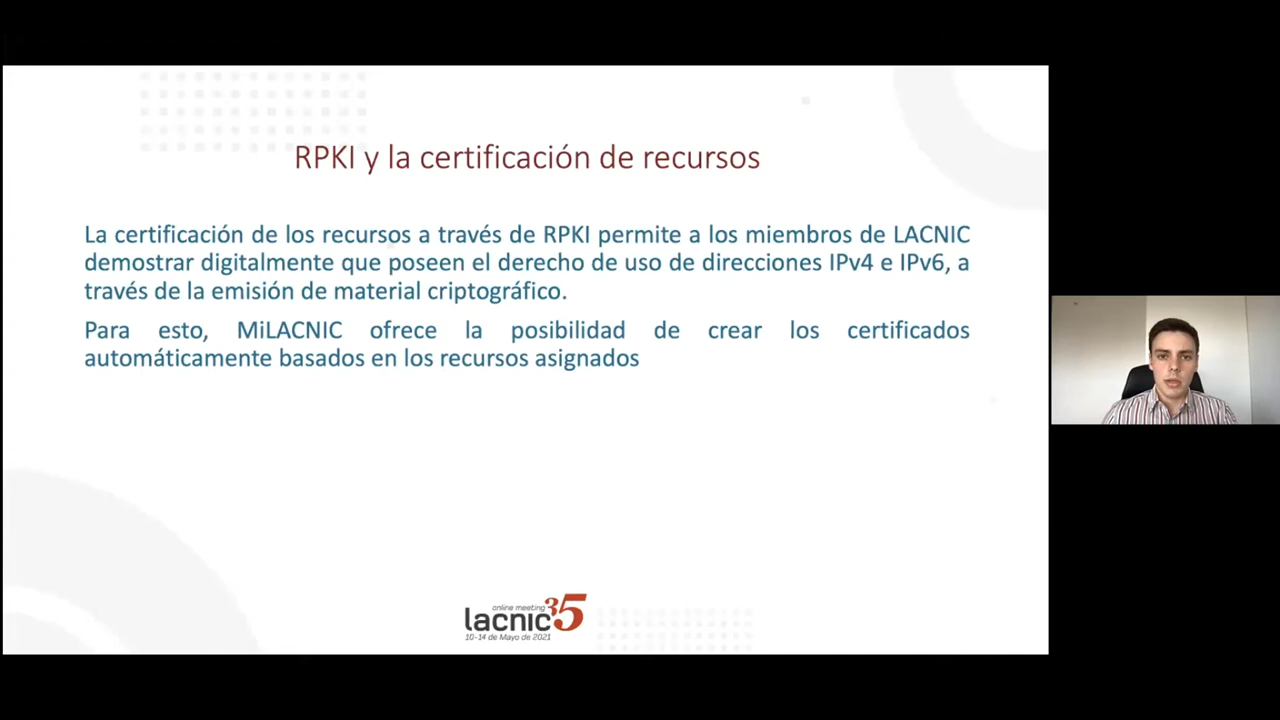 RPKI y la certificación de recursos
La certificación de los recursos a través de RPKI permite a los miembros de LACNIC
demostrar digitalmente que poseen el derecho de uso de direcciones IPv4 e IPv6, a
través de la emisión de material criptográfico.
Para esto, MiLACNIC ofrece la posibilidad de crear los certificados
automáticamente basados en los recursos asignados
online meeting
lacnic35
10-14 de Mayo de 2021